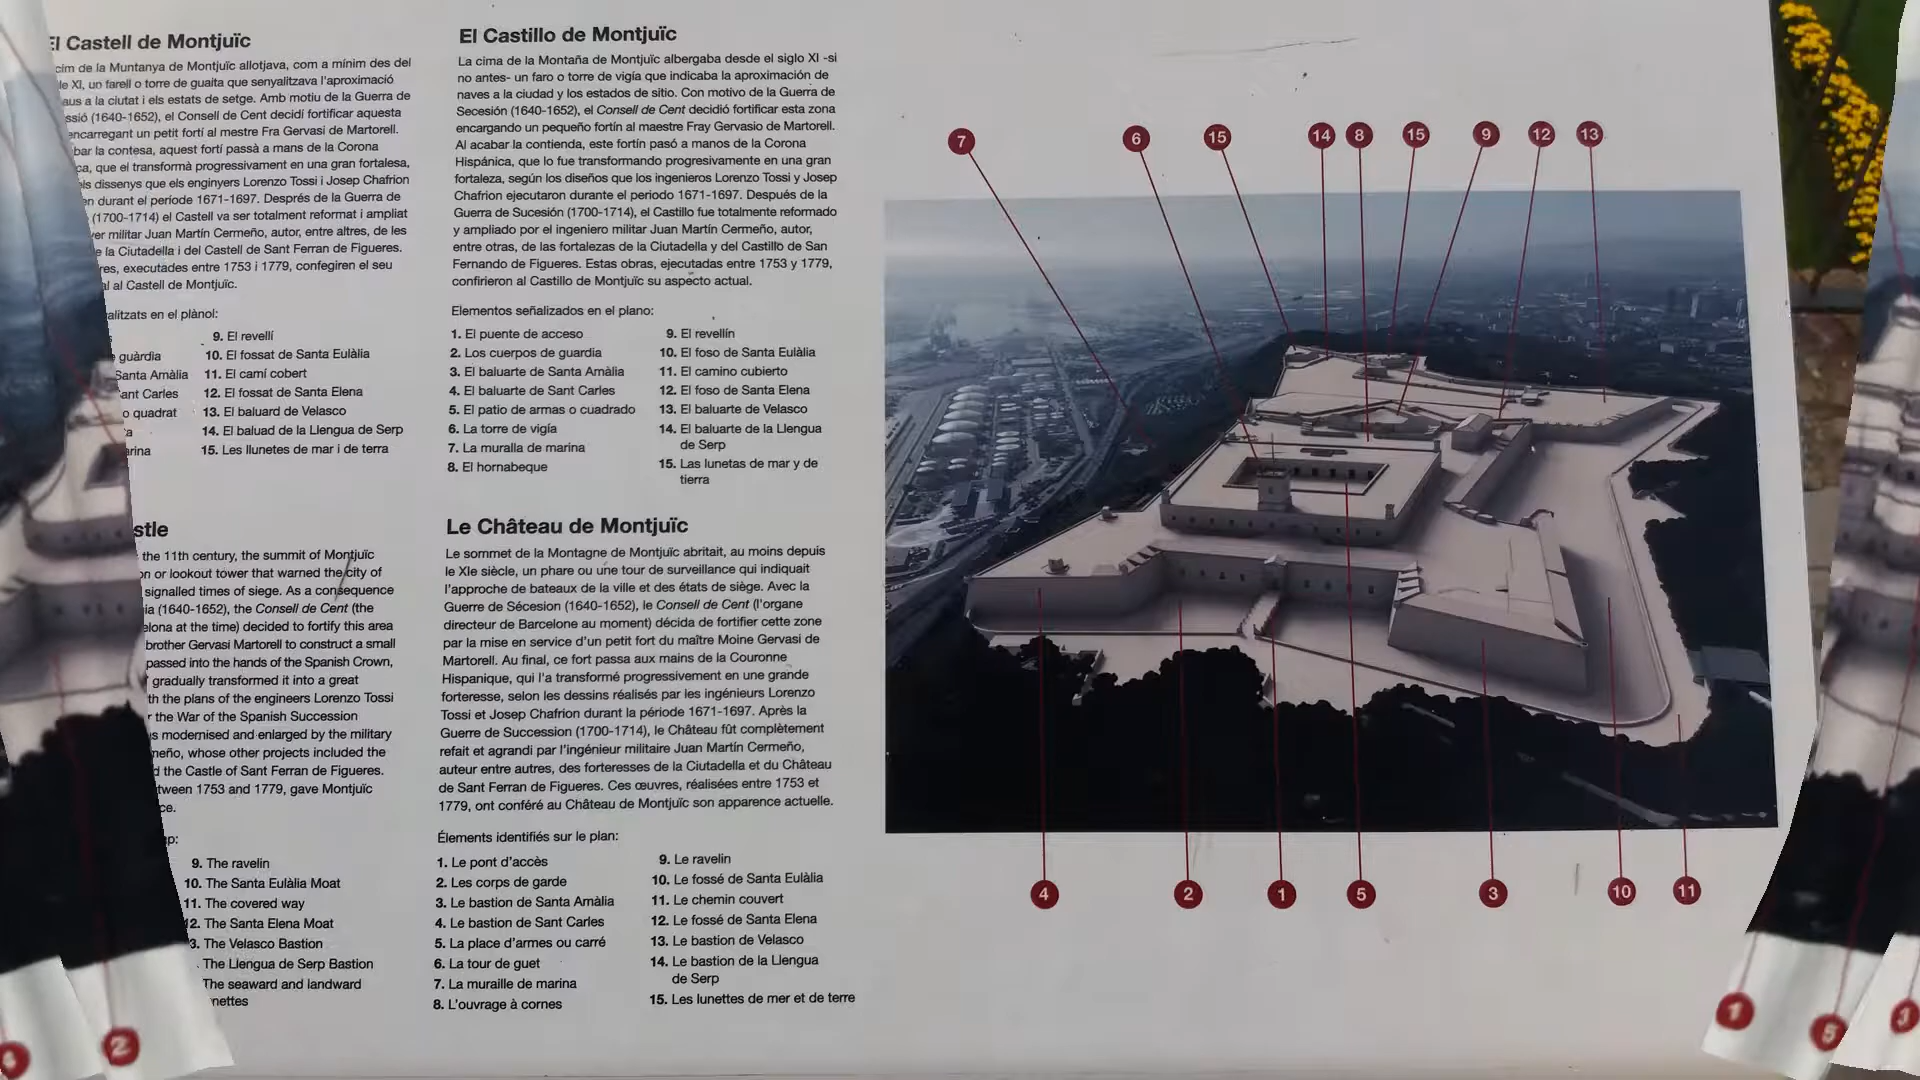 El Castell de Montjuïc
cim de la Muntanya de Montjuïc allotjava, com a mínim des del
le XI, un farell o torre de guaita que senyalitzava l'aproximació
aus a la ciutat i els estats de setge. Amb motiu de la Guerra de
ssió (1640-1652), el Consell de Cent decidí fortificar aquesta
encarregant un petit fortí al mestre Fra Gervasi de Martorell.
bar la contesa, aquest fortí passà a mans de la Corona
ca, que el transformà progressivament en una gran fortalesa,
ls dissenys que els enginyers Lorenzo Tossi i Josep Chafrion
en durant el període 1671-1697. Després de la Guerra de
(1700-1714) el Castell va ser totalment reformat i ampliat
er militar Juan Martín Cermeño, autor, entre altres, de les
e la Ciutadella i del Castell de Sant Ferran de Figueres.
res, executades entre 1753 i 1779, confegiren el seu
al al Castell de Montjuïc.
alitzats en el plànol:
guàrdia
Santa Amàlia
ant Carles
o quadrat
a
arina
9. El revellí
10. El fossat de Santa Eulàlia
11. El camí cobert
12. El fossat de Santa Elena
13. El baluard de Velasco
14. El baluad de la Llengua de Serp
15. Les llunetes de mar i de terra
El Castillo de Montjuïc
La cima de la Montaña de Montjuïc albergaba desde el siglo XI -si
no antes- un faro o torre de vigía que indicaba la aproximación de
naves a la ciudad y los estados de sitio. Con motivo de la Guerra de
Secesión (1640-1652), el Consell de Cent decidió fortificar esta zona
encargando un pequeño fortín al maestre Fray Gervasio de Martorell.
Al acabar la contienda, este fortín pasó a manos de la Corona
Hispánica, que lo fue transformando progresivamente en una gran
fortaleza, según los diseños que los ingenieros Lorenzo Tossi y Josep
Chafrion ejecutaron durante el periodo 1671-1697. Después de la
Guerra de Sucesión (1700-1714), el Castillo fue totalmente reformado
y ampliado por el ingeniero militar Juan Martín Cermeño, autor,
entre otras, de las fortalezas de la Ciutadella y del Castillo de San
Fernando de Figueres. Estas obras, ejecutadas entre 1753 y 1779,
confirieron al Castillo de Montjuïc su aspecto actual.
Elementos señalizados en el plano:
1. El puente de acceso
2. Los cuerpos de guardia
3. El baluarte de Santa Amàlia
4. El baluarte de Sant Carles
5. El patio de armas o cuadrado
6. La torre de vigía
7. La muralla de marina
8. El hornabeque
9. El revellín
10. El foso de Santa Eulàlia
11. El camino cubierto
12. El foso de Santa Elena
13. El baluarte de Velasco
14. El baluarte de la Llengua
de Serp
15. Las lunetas de mar y de
tierra
stle
the 11th century, the summit of Montjuïc
on or lookout tower that warned the city of
signalled times of siege. As a consequence
ia (1640-1652), the Consell de Cent (the
elona at the time) decided to fortify this area
brother Gervasi Martorell to construct a small
passed into the hands of the Spanish Crown,
gradually transformed it into a great
th the plans of the engineers Lorenzo Tossi
r the War of the Spanish Succession
s modernised and enlarged by the military
meño, whose other projects included the
d the Castle of Sant Ferran de Figueres.
tween 1753 and 1779, gave Montjuïc
ce.
p:
9. The ravelin
10. The Santa Eulàlia Moat
11. The covered way
12. The Santa Elena Moat
3. The Velasco Bastion
The Llengua de Serp Bastion
The seaward and landward
nettes
Le Château de Montjuïc
Le sommet de la Montagne de Montjuïc abritait, au moins depuis
le XIe siècle, un phare ou une tour de surveillance qui indiquait
l'approche de bateaux de la ville et des états de siège. Avec la
Guerre de Sécesion (1640-1652), le Consell de Cent (l'organe
directeur de Barcelone au moment) décida de fortifier cette zone
par la mise en service d'un petit fort du maître Moine Gervasi de
Martorell. Au final, ce fort passa aux mains de la Couronne
Hispanique, qui l'a transformé progressivement en une grande
forteresse, selon les dessins réalisés par les ingénieurs Lorenzo
Tossi et Josep Chafrion durant la période 1671-1697. Après la
Guerre de Succession (1700-1714), le Château fût complètement
refait et agrandi par l'ingénieur militaire Juan Martín Cermeño,
auteur entre autres, des forteresses de la Ciutadella et du Château
de Sant Ferran de Figueres. Ces œuvres, réalisées entre 1753 et
1779, ont conféré au Château de Montjuïc son apparence actuelle.
Élements identifiés sur le plan:
1. Le pont d'accès
2. Les corps de garde
3. Le bastion de Santa Amàlia
4. Le bastion de Sant Carles
5. La place d'armes ou carré
6. La tour de guet
7. La muraille de marina
8. L'ouvrage à cornes
9. Le ravelin
10. Le fossé de Santa Eulàlia
11. Le chemin couvert
12. Le fossé de Santa Elena
13. Le bastion de Velasco
14. Le bastion de la Llengua
de Serp
15. Les lunettes de mer et de terre
7 6 15 14 8 15 9 12 13
4 2 1 5 3 10 11
4 2
1 5 3